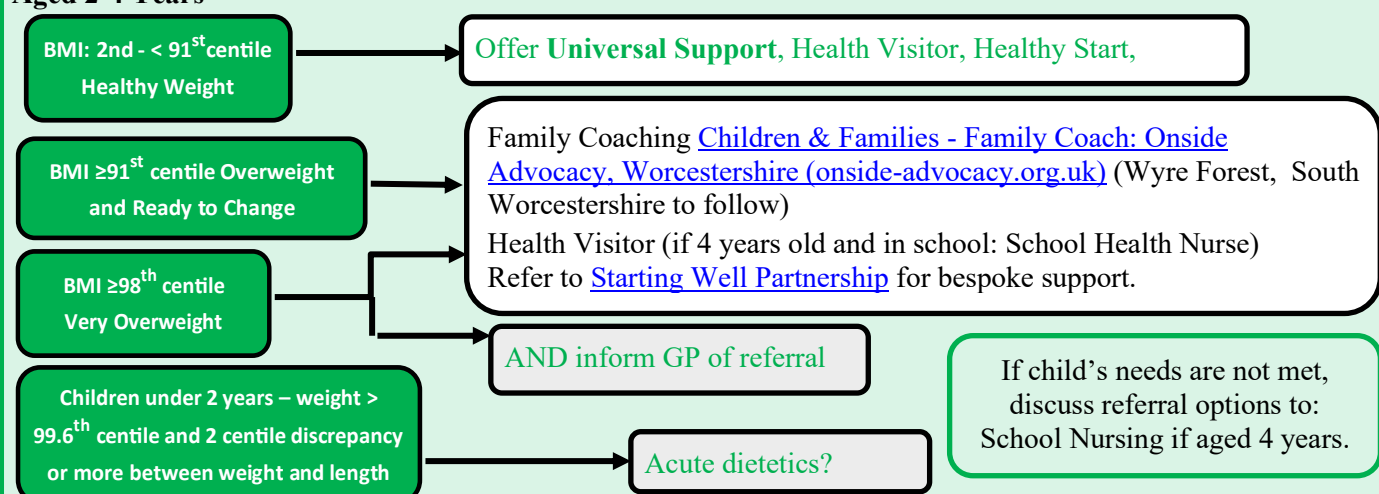 Aged 2-4 Years
BMI: 2nd - < 91st centile
Healthy Weight
Offer Universal Support, Health Visitor, Healthy Start,
BMI ≥91st centile Overweight
and Ready to Change
Family Coaching Children & Families - Family Coach: Onside
Advocacy, Worcestershire (onside-advocacy.org.uk) (Wyre Forest, South
Worcestershire to follow)
Health Visitor (if 4 years old and in school: School Health Nurse)
Refer to Starting Well Partnership for bespoke support.
BMI ≥98th centile
Very Overweight
AND inform GP of referral
Children under 2 years – weight >
99.6th centile and 2 centile discrepancy
or more between weight and length
Acute dietetics?
If child’s needs are not met,
discuss referral options to:
School Nursing if aged 4 years.